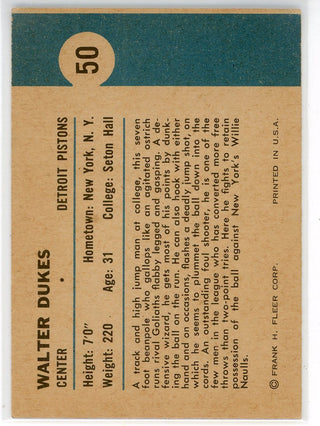 50
WALTER DUKES
CENTER • DETROIT PISTONS
Height: 7'0" Hometown: New York, N. Y.
Weight: 220 Age: 31 College: Seton Hall
A track and high jump man at college, this seven
foot beanpole who gallops like an agitated ostrich
runs rival Goliaths flabby legged and gasping. A de-
fensive wizard, he gets most of his points by dunk-
ing the ball on the run. He can also hook with either
hand and on occasions, flashes a deadly jump shot, on
which he seems to plummet the ball down into the
cords. An outstanding foul shooter, he is one of the
few men in the league who has converted more free
throws than two-point tries. Here he fights to retain
possession of the ball against New York's Willie
Naulls.
© FRANK H. FLEER CORP. PRINTED IN U.S.A.